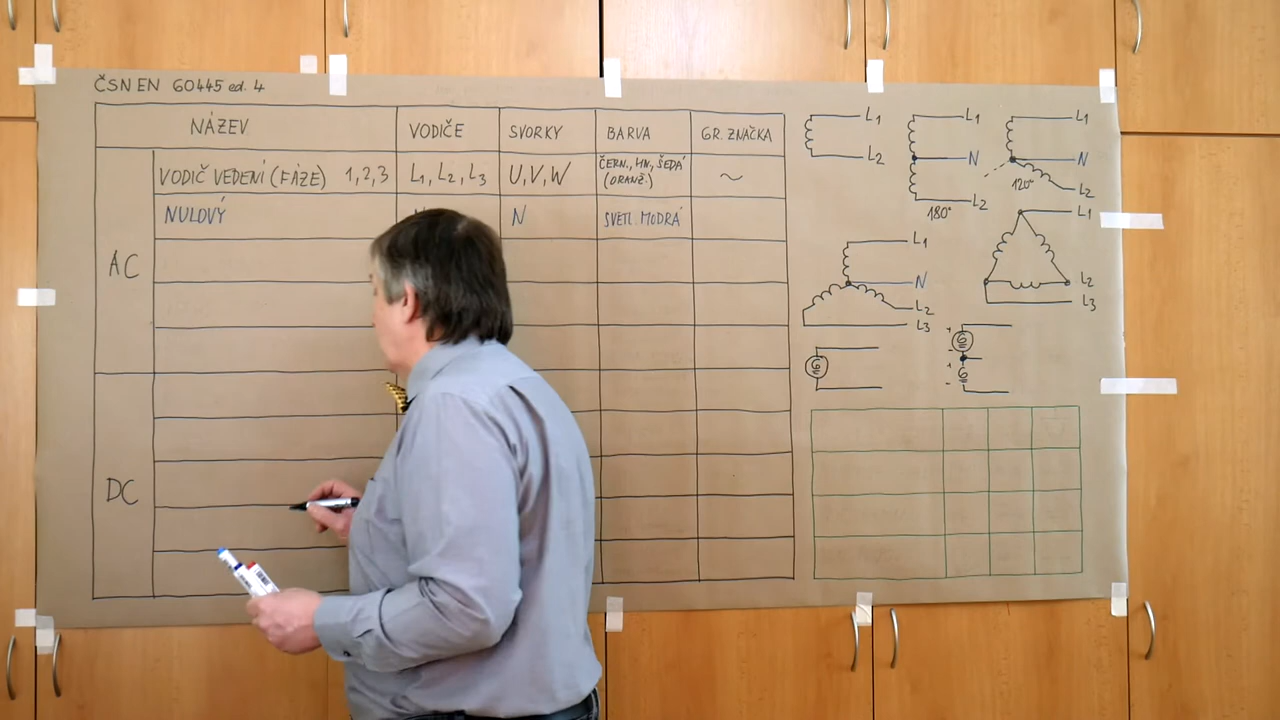 ČSN EN 60445 ed. 4
NÁZEV VODIČE SVORKY BARVA GR. ZNAČKA
VODIČ VEDENÍ (FÁZE) 1,2,3 L1, L2, L3 U,V,W ČERN., HN., ŠEDÁ (ORANŽ.) ~
NULOVÝ N SVĚTL. MODRÁ
AC
DC
L1
L2
L1
N
L2
180°
L1
N
L2
120°
L1
N
L2
L3
L1
L2
L3
G
+
-
G
+
-
G